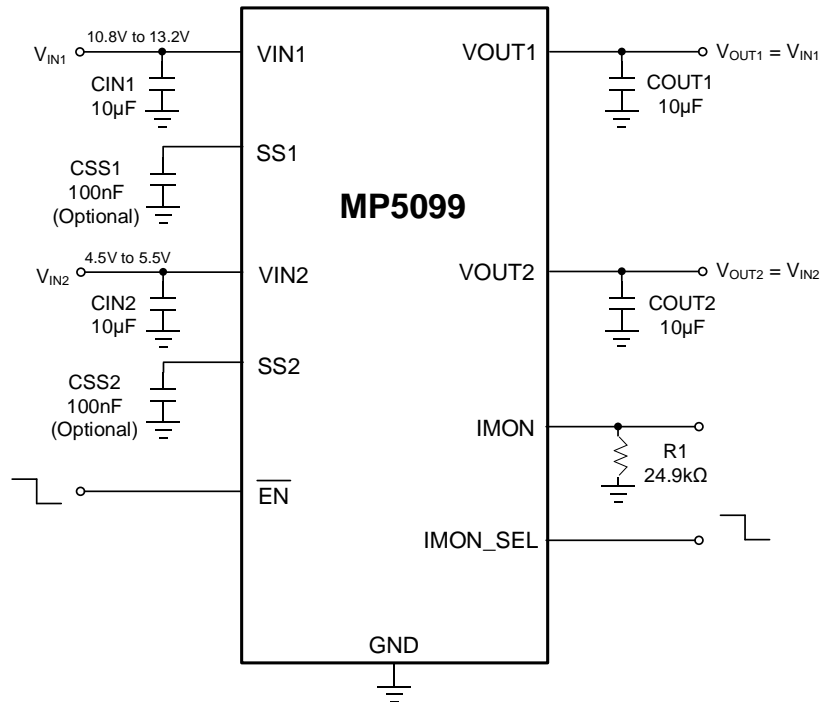 10.8V to 13.2V
VIN1
CIN1
10µF
VIN1
VOUT1
VOUT1 = VIN1
COUT1
10µF
SS1
CSS1
100nF
(Optional)
MP5099
4.5V to 5.5V
VIN2
CIN2
10µF
VIN2
VOUT2
VOUT2 = VIN2
COUT2
10µF
SS2
CSS2
100nF
(Optional)
IMON
R1
24.9kΩ
EN
IMON_SEL
GND